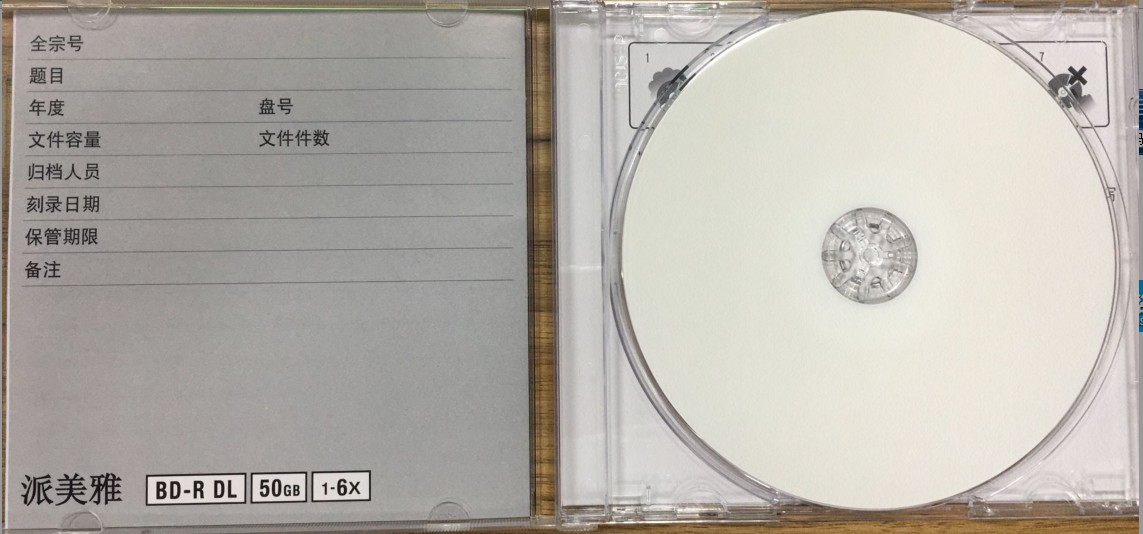 全宗号
题目
年度 盘号
文件容量 文件件数
归档人员
刻录日期
保管期限
备注
派美雅 BD-R DL 50GB 1-6X
1
7